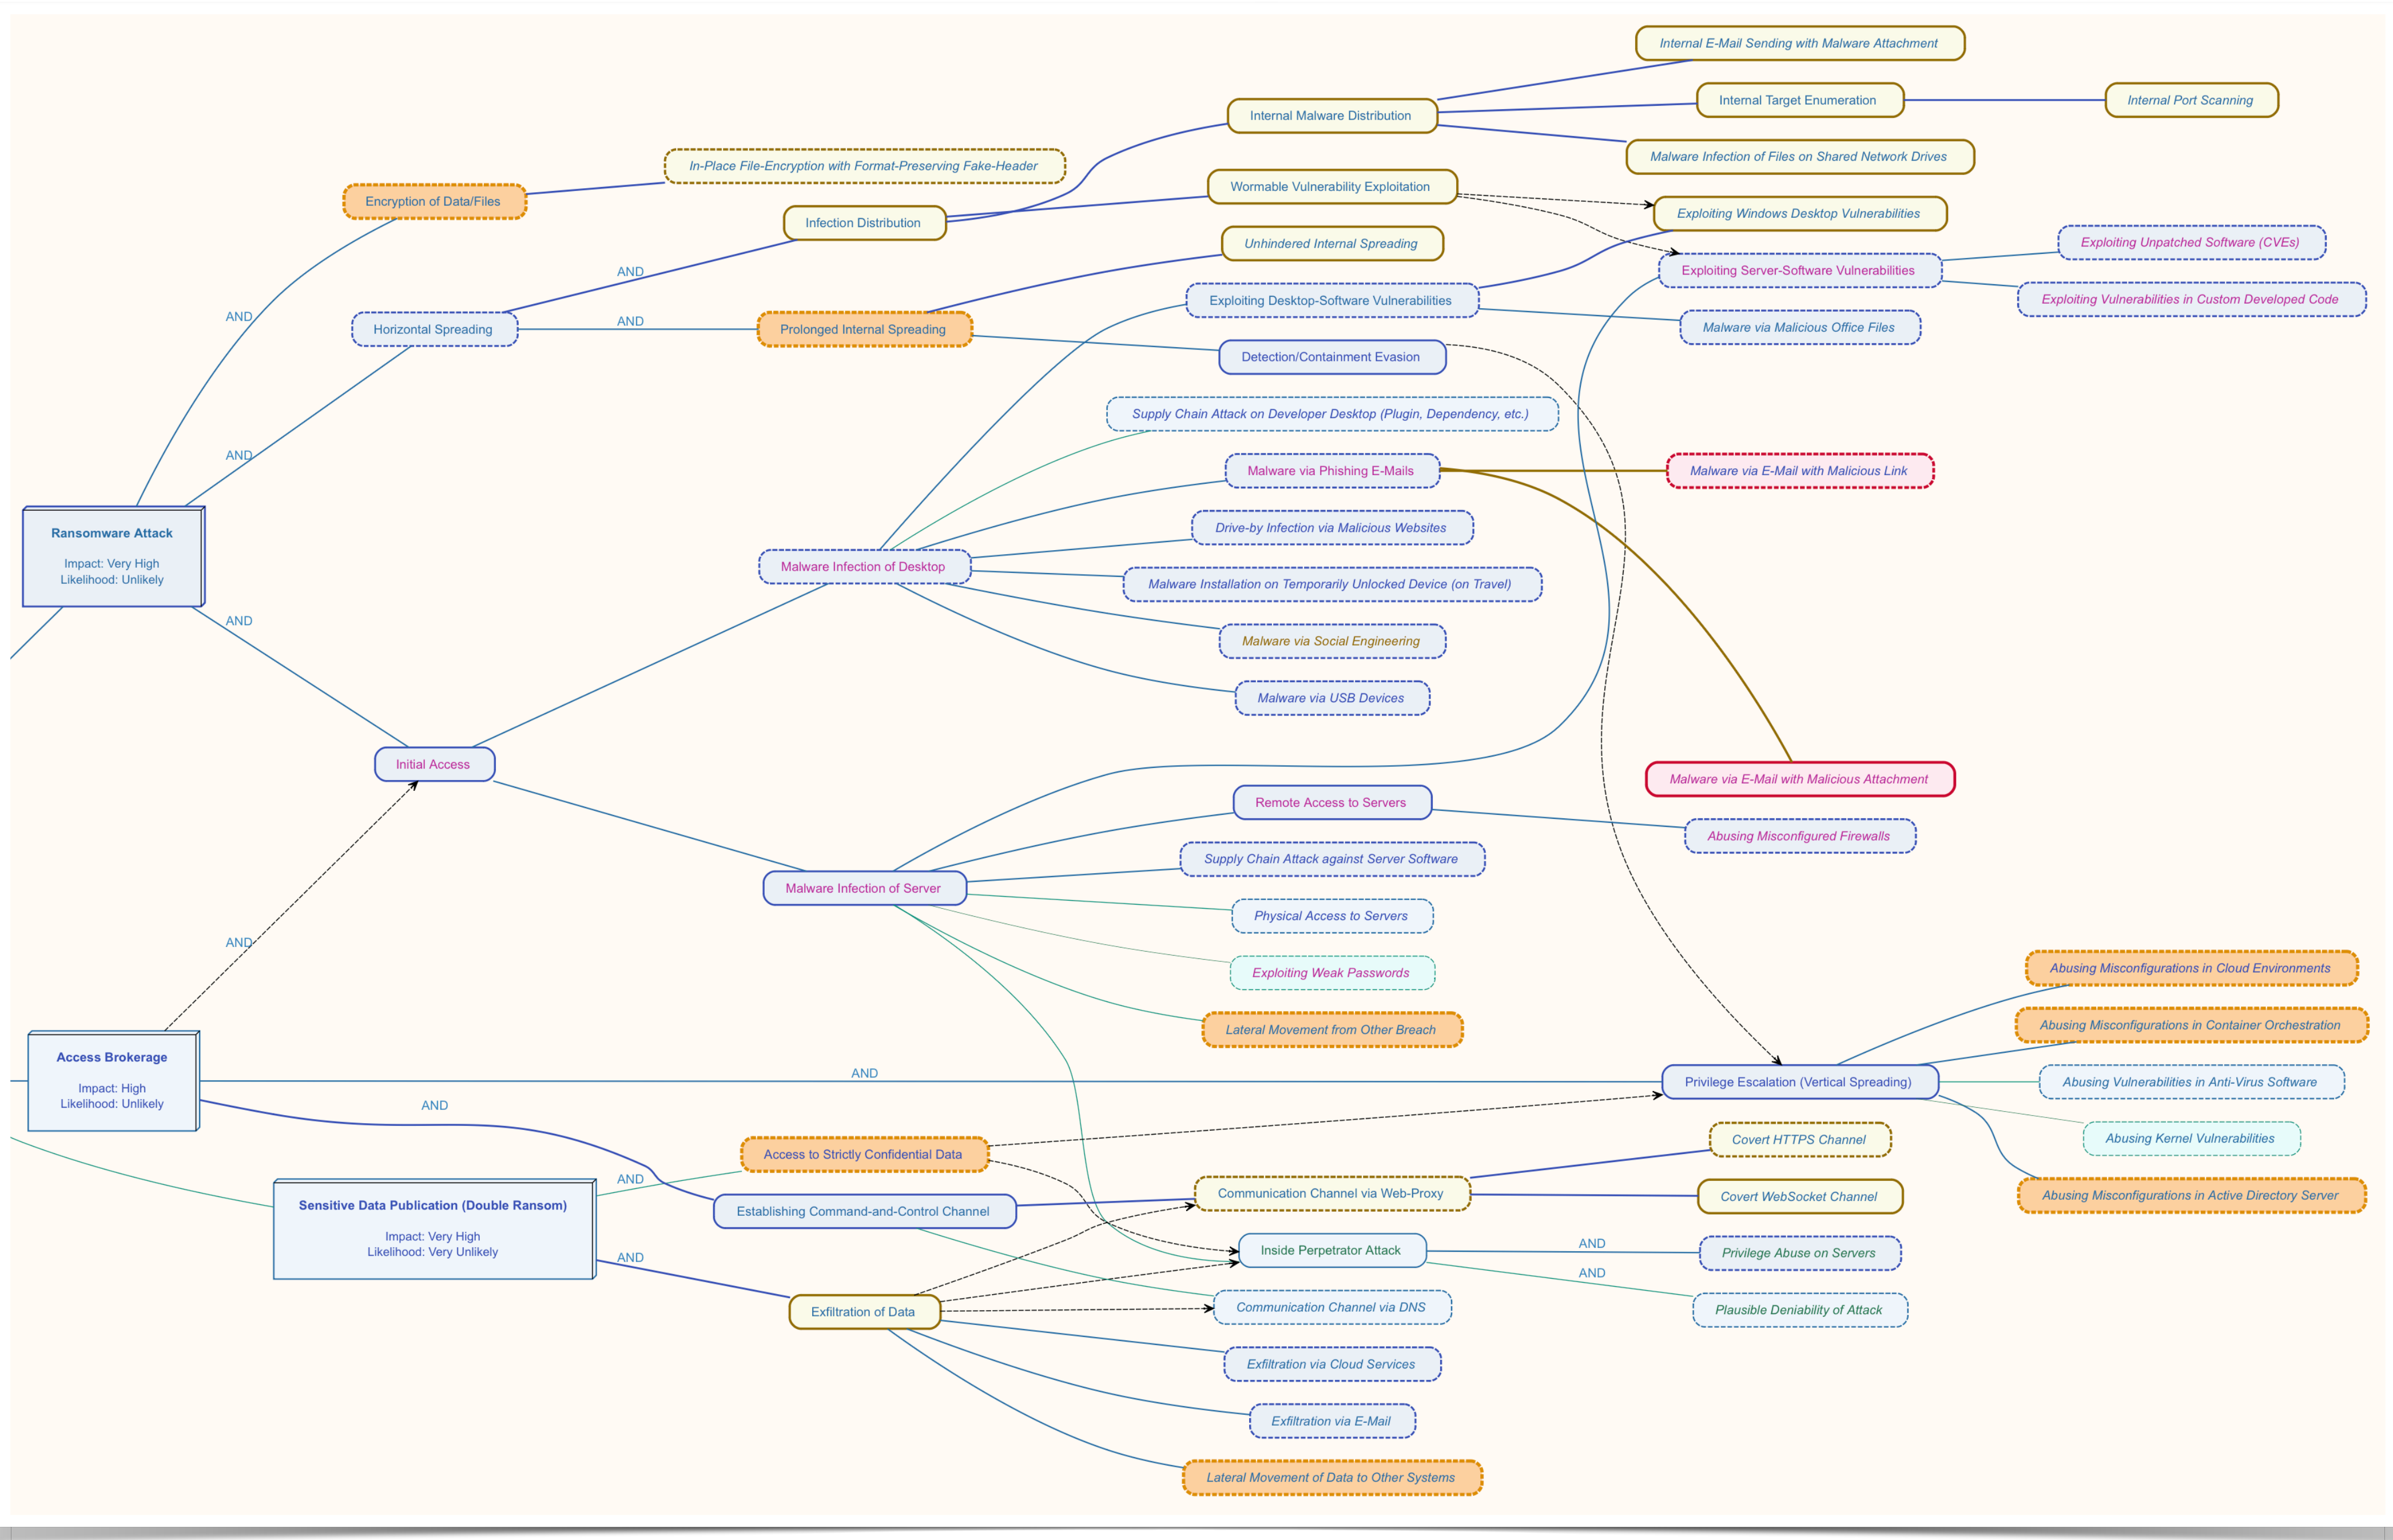 Internal E-Mail Sending with Malware Attachment
Internal Malware Distribution
Internal Target Enumeration
Internal Port Scanning
In-Place File-Encryption with Format-Preserving Fake-Header
Malware Infection of Files on Shared Network Drives
Encryption of Data/Files
Wormable Vulnerability Exploitation
Infection Distribution
Exploiting Windows Desktop Vulnerabilities
Unhindered Internal Spreading
Exploiting Unpatched Software (CVEs)
AND
Exploiting Server-Software Vulnerabilities
Exploiting Desktop-Software Vulnerabilities
Exploiting Vulnerabilities in Custom Developed Code
AND
Horizontal Spreading
AND
Prolonged Internal Spreading
Malware via Malicious Office Files
Detection/Containment Evasion
Supply Chain Attack on Developer Desktop (Plugin, Dependency, etc.)
AND
Malware via Phishing E-Mails
Malware via E-Mail with Malicious Link
Ransomware Attack
Impact: Very High
Likelihood: Unlikely
Drive-by Infection via Malicious Websites
Malware Infection of Desktop
Malware Installation on Temporarily Unlocked Device (on Travel)
AND
Malware via Social Engineering
Malware via USB Devices
Initial Access
Malware via E-Mail with Malicious Attachment
Remote Access to Servers
Abusing Misconfigured Firewalls
Supply Chain Attack against Server Software
Malware Infection of Server
Physical Access to Servers
AND
Exploiting Weak Passwords
Abusing Misconfigurations in Cloud Environments
Lateral Movement from Other Breach
Abusing Misconfigurations in Container Orchestration
Access Brokerage
Impact: High
Likelihood: Unlikely
AND
Privilege Escalation (Vertical Spreading)
Abusing Vulnerabilities in Anti-Virus Software
AND
Abusing Kernel Vulnerabilities
Access to Strictly Confidential Data
Covert HTTPS Channel
AND
Communication Channel via Web-Proxy
Covert WebSocket Channel
Abusing Misconfigurations in Active Directory Server
Sensitive Data Publication (Double Ransom)
Impact: Very High
Likelihood: Very Unlikely
Establishing Command-and-Control Channel
AND
Inside Perpetrator Attack
AND
Privilege Abuse on Servers
AND
Exfiltration of Data
Communication Channel via DNS
Plausible Deniability of Attack
Exfiltration via Cloud Services
Exfiltration via E-Mail
Lateral Movement of Data to Other Systems